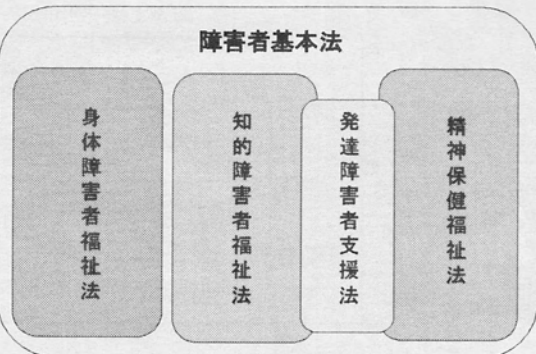 障害者基本法
身体障害者福祉法
知的障害者福祉法
発達障害者支援法
精神保健福祉法